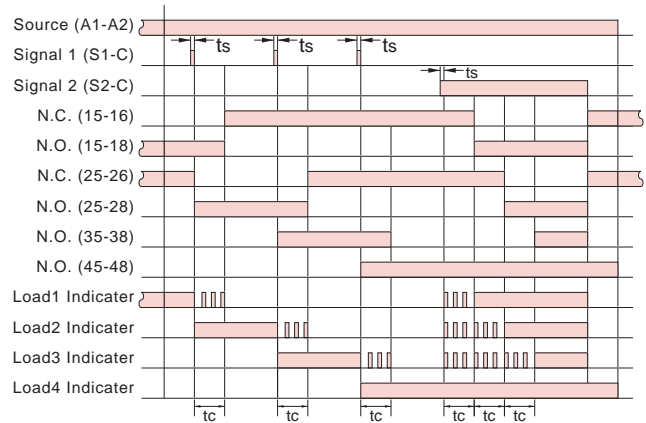 Source (A1-A2)
Signal 1 (S1-C)
ts
ts
ts
Signal 2 (S2-C)
ts
N.C. (15-16)
N.O. (15-18)
N.C. (25-26)
N.O. (25-28)
N.O. (35-38)
N.O. (45-48)
Load1 Indicater
Load2 Indicater
Load3 Indicater
Load4 Indicater
tc
tc
tc
tc
tc
tc